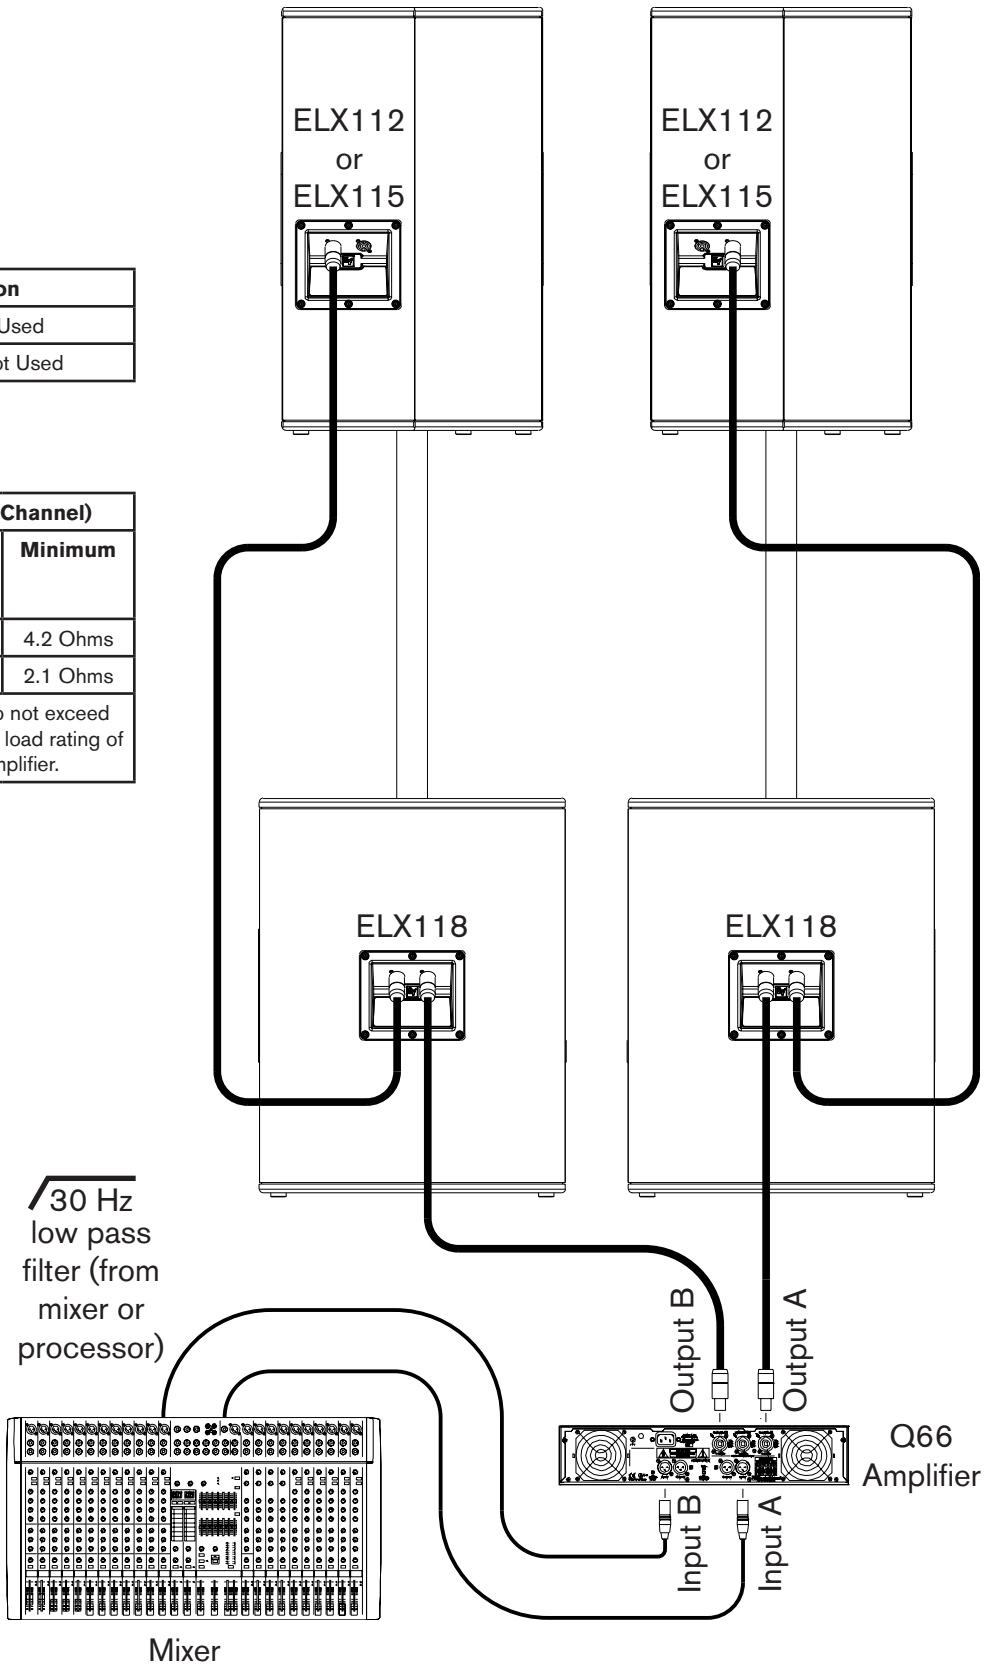 ELX112
or
ELX115
ELX112
or
ELX115
on
Used
ot Used
Channel)
Minimum
4.2 Ohms
2.1 Ohms
o not exceed
load rating of
mplifier.
ELX118
ELX118
30 Hz
low pass
filter (from
mixer or
processor)
Output B
Output A
Q66
Amplifier
Input B
Input A
Mixer